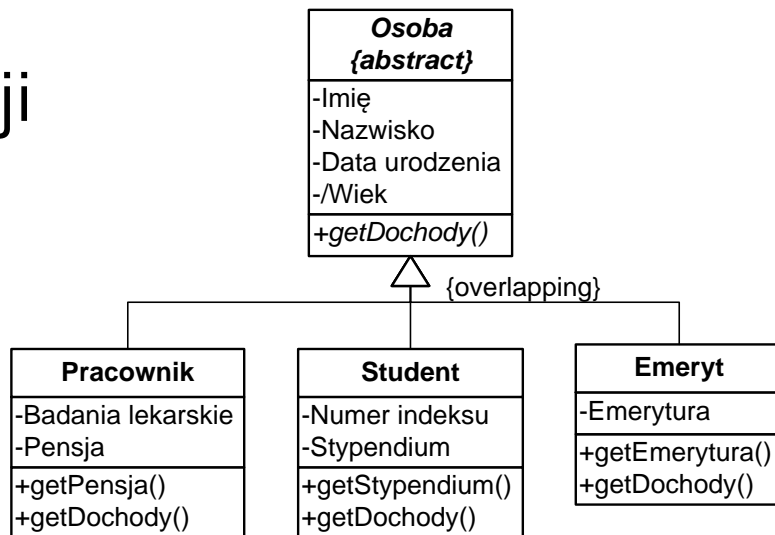 ji
Osoba
{abstract}
-Imię
-Nazwisko
-Data urodzenia
-/Wiek
+getDochody()
{overlapping}
Pracownik
-Badania lekarskie
-Pensja
+getPensja()
+getDochody()
Student
-Numer indeksu
-Stypendium
+getStypendium()
+getDochody()
Emeryt
-Emerytura
+getEmerytura()
+getDochody()